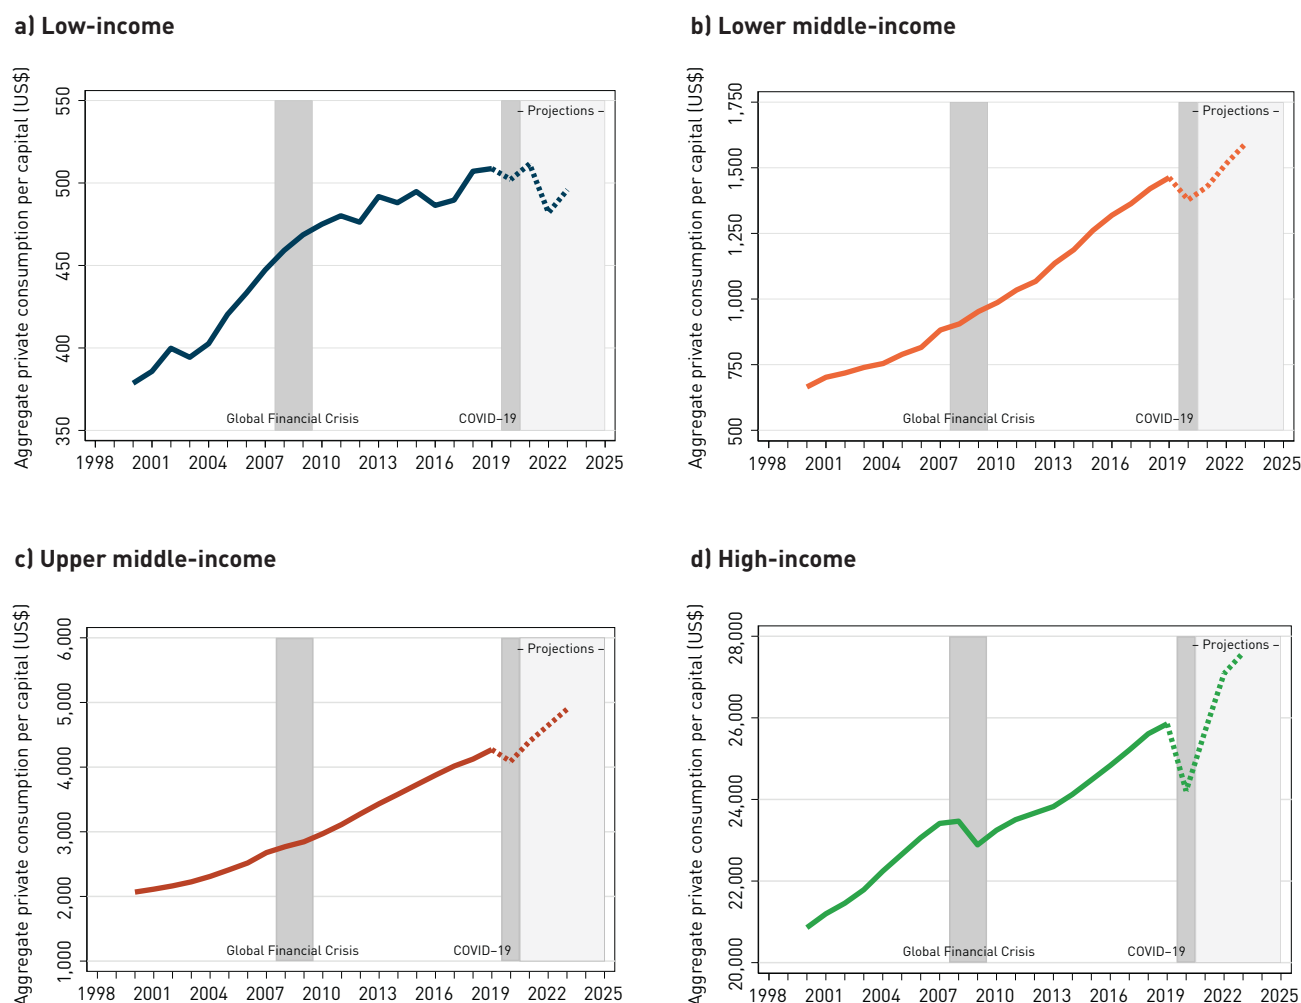 a) Low-income
Aggregate private consumption per capital (US$)
550
500
450
400
350
– Projections –
Global Financial Crisis
COVID–19
1998 2001 2004 2007 2010 2013 2016 2019 2022 2025
b) Lower middle-income
Aggregate private consumption per capital (US$)
1,750
1,500
1,250
1,000
750
500
– Projections –
Global Financial Crisis
COVID–19
1998 2001 2004 2007 2010 2013 2016 2019 2022 2025
c) Upper middle-income
Aggregate private consumption per capital (US$)
6,000
5,000
4,000
3,000
2,000
1,000
– Projections –
Global Financial Crisis
COVID–19
1998 2001 2004 2007 2010 2013 2016 2019 2022 2025
d) High-income
Aggregate private consumption per capital (US$)
28,000
26,000
24,000
22,000
20,000
– Projections –
Global Financial Crisis
COVID–19
1998 2001 2004 2007 2010 2013 2016 2019 2022 2025